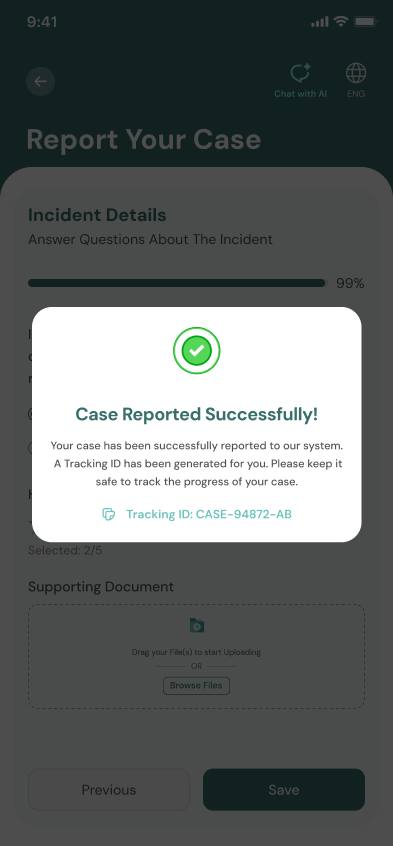 9:41
Chat with AI
ENG
Report Your Case
Incident Details
Answer Questions About The Incident
99%
Case Reported Successfully!
Your case has been successfully reported to our system.
A Tracking ID has been generated for you. Please keep it
safe to track the progress of your case.
Tracking ID: CASE-94872-AB
Selected: 2/5
Supporting Document
Drag your File(s) to start Uploading
OR
Browse Files
Previous
Save